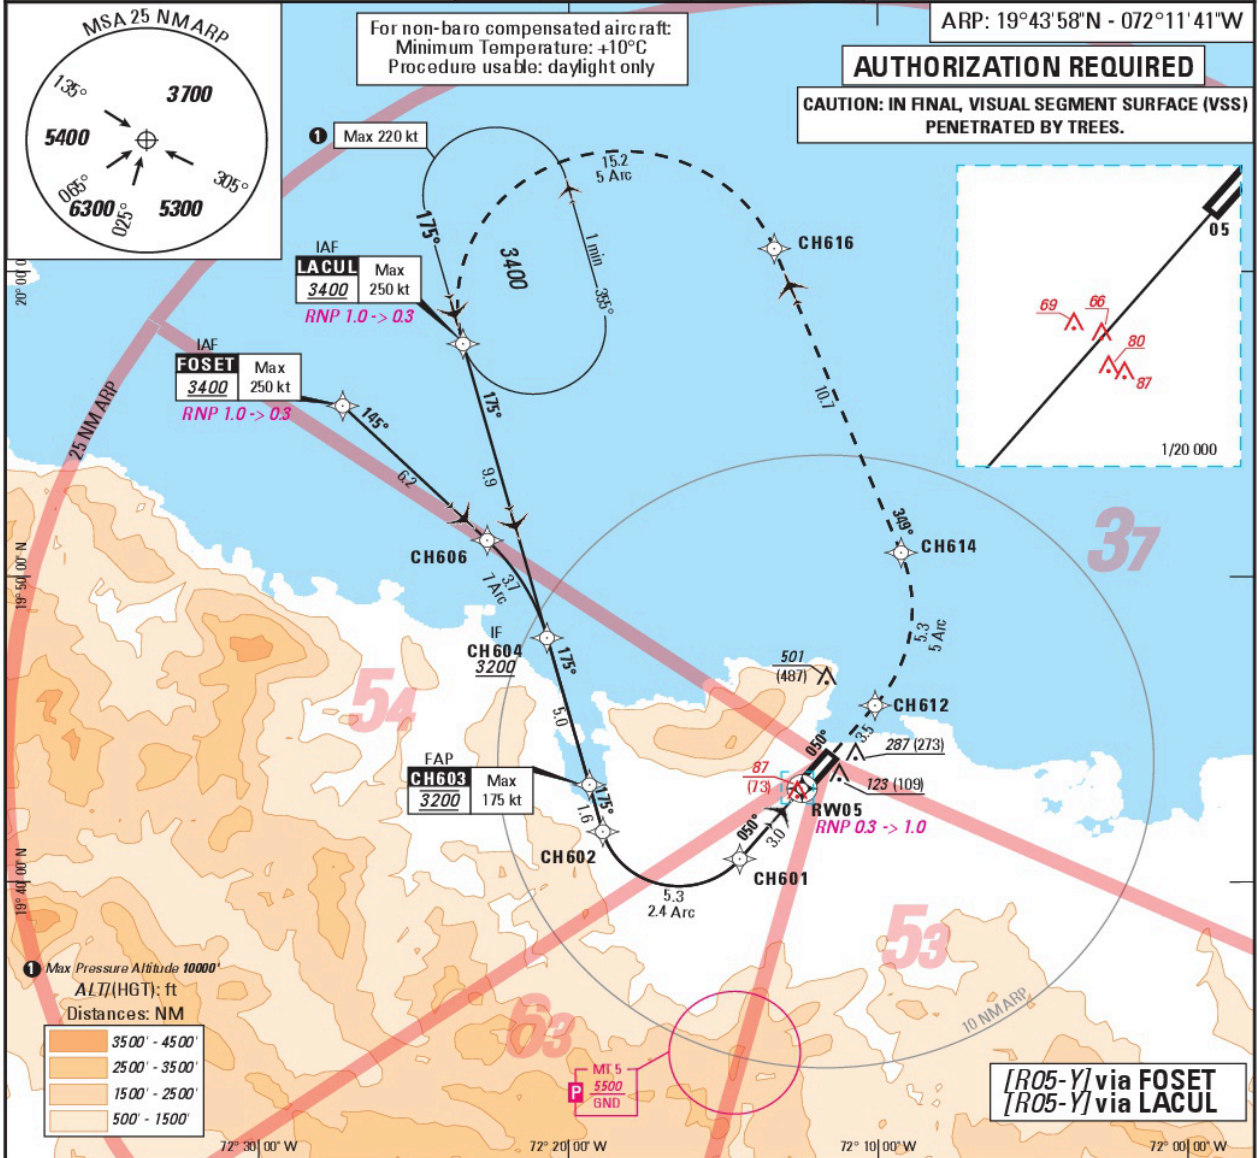 MSA 25 NM ARP
135°
3700
5400
065°
6300
025°
5300
305°
For non-baro compensated aircraft:
Minimum Temperature: +10°C
Procedure usable: daylight only
ARP: 19°43'58"N - 072°11'41"W
AUTHORIZATION REQUIRED
CAUTION: IN FINAL, VISUAL SEGMENT SURFACE (VSS)
PENETRATED BY TREES.
1 Max 220 kt
15.2
5 Arc
175°
3400
1 min
355°
CH616
05
69
66
80
87
1/20 000
IAF
LACUL
3400
Max
250 kt
RNP 1.0 -> 0.3
IAF
FOSET
3400
Max
250 kt
RNP 1.0 -> 0.3
20° 00'0
25 NM ARP
145°
6.2
175°
9.9
10.7
349°
CH614
37
CH606
3.7
7 Arc
19° 50' 00" N
IF
CH604
3200
175°
5.0
54
5.3
5 Arc
501
(487)
CH612
3.5
050°
287 (273)
87
(73)
123 (109)
RW05
RNP 0.3 -> 1.0
FAP
CH603
3200
Max
175 kt
175°
1.6
CH602
050°
3.0
CH601
5.3
2.4 Arc
19° 40' 00" N
53
63
10 NM ARP
1 Max Pressure Altitude 10000'
ALT/(HGT): ft
Distances: NM
3500' - 4500'
2500' - 3500'
1500' - 2500'
500' - 1500'
MT 5
P
5500
GND
[R05-Y] via FOSET
[R05-Y] via LACUL
72° 30' 00" W
72° 20' 00" W
72° 10' 00" W
72° 00' 00" W